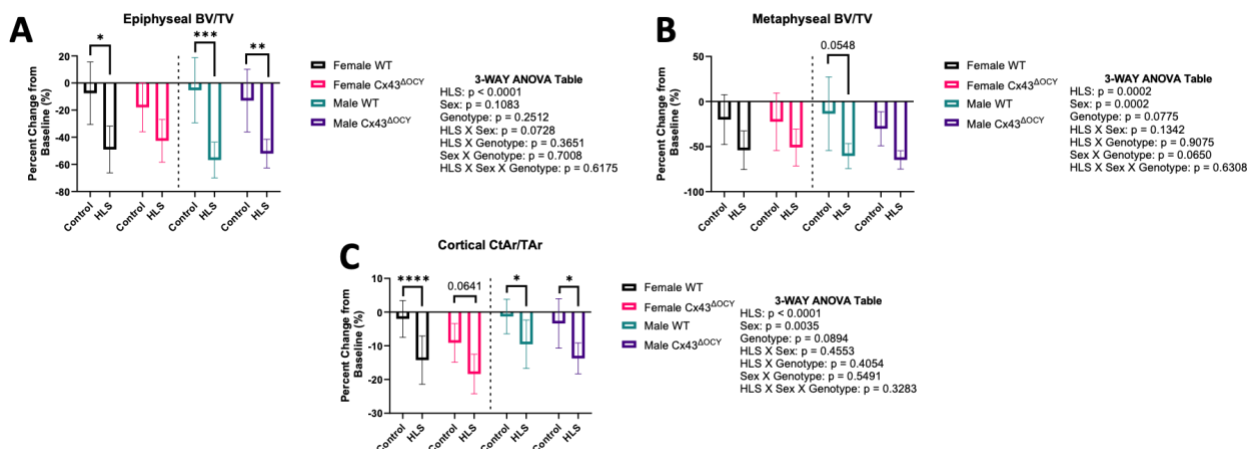 A
Epiphyseal BV/TV
Percent Change from
Baseline (%)
20
0
-20
-40
-60
-80
*
***
**
Control
HLS
Control
HLS
Control
HLS
Control
HLS
Female WT
Female Cx43ΔOCY
Male WT
Male Cx43ΔOCY
3-WAY ANOVA Table
HLS: p < 0.0001
Sex: p = 0.1083
Genotype: p = 0.2512
HLS X Sex: p = 0.0728
HLS X Genotype: p = 0.3651
Sex X Genotype: p = 0.7008
HLS X Sex X Genotype: p = 0.6175
B
Metaphyseal BV/TV
Percent Change from
Baseline (%)
50
0
-50
-100
0.0548
Control
HLS
Control
HLS
Control
HLS
Control
HLS
Female WT
Female Cx43ΔOCY
Male WT
Male Cx43ΔOCY
3-WAY ANOVA Table
HLS: p = 0.0002
Sex: p = 0.0002
Genotype: p = 0.0775
HLS X Sex: p = 0.1342
HLS X Genotype: p = 0.9075
Sex X Genotype: p = 0.0650
HLS X Sex X Genotype: p = 0.6308
C
Cortical CtAr/TAr
Percent Change from
Baseline (%)
10
0
-10
-20
-30
****
0.0641
*
*
Control
HLS
Control
HLS
Control
HLS
Control
HLS
Female WT
Female Cx43ΔOCY
Male WT
Male Cx43ΔOCY
3-WAY ANOVA Table
HLS: p < 0.0001
Sex: p = 0.0035
Genotype: p = 0.0894
HLS X Sex: p = 0.4553
HLS X Genotype: p = 0.4054
Sex X Genotype: p = 0.5491
HLS X Sex X Genotype: p = 0.3283